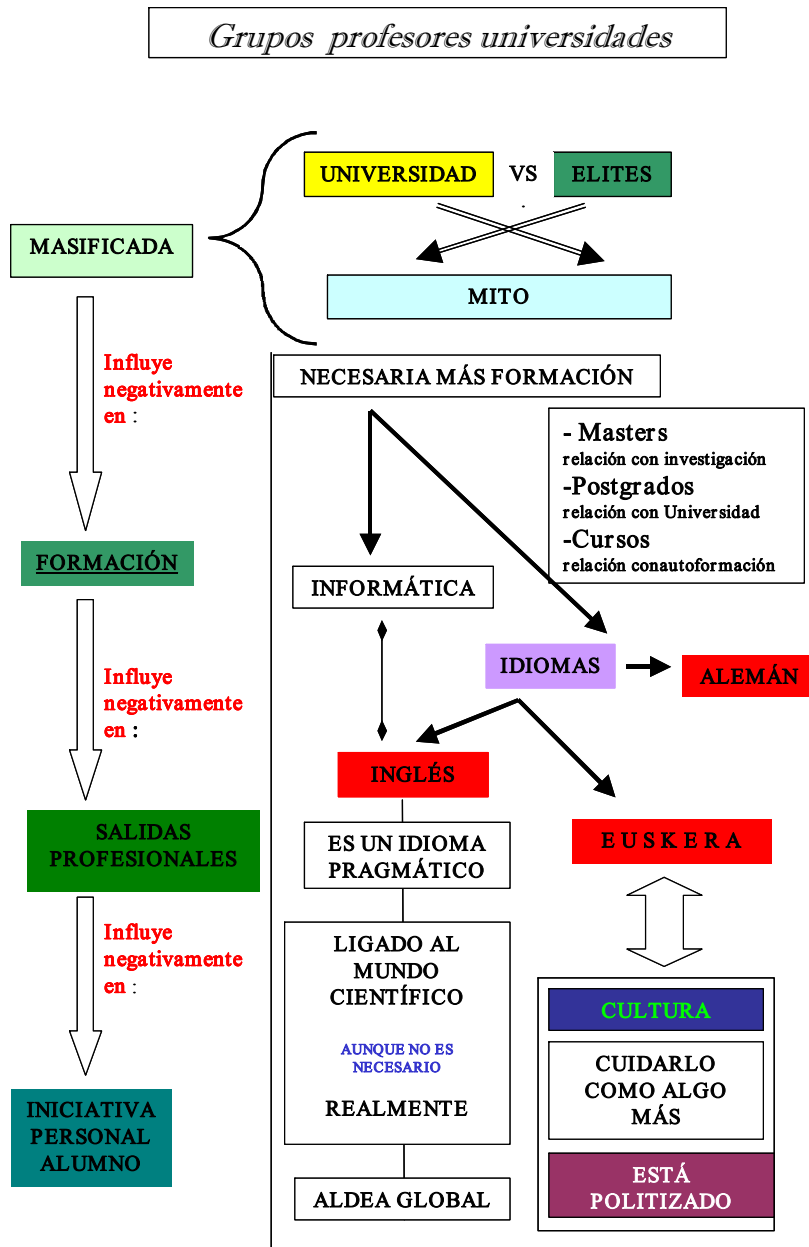 Grupos profesores universidades
UNIVERSIDAD VS ELITES
MASIFICADA
MITO
Influye
negativamente
en :
FORMACIÓN
Influye
negativamente
en :
SALIDAS
PROFESIONALES
Influye
negativamente
en :
INICIATIVA
PERSONAL
ALUMNO
NECESARIA MÁS FORMACIÓN
- Masters
relación con investigación
-Postgrados
relación con Universidad
-Cursos
relación conautoformación
INFORMÁTICA
IDIOMAS
ALEMÁN
INGLÉS
ES UN IDIOMA
PRAGMÁTICO
LIGADO AL
MUNDO
CIENTÍFICO
AUNQUE NO ES
NECESARIO
REALMENTE
ALDEA GLOBAL
E U S K E R A
CULTURA
CUIDARLO
COMO ALGO
MÁS
ESTÁ
POLITIZADO